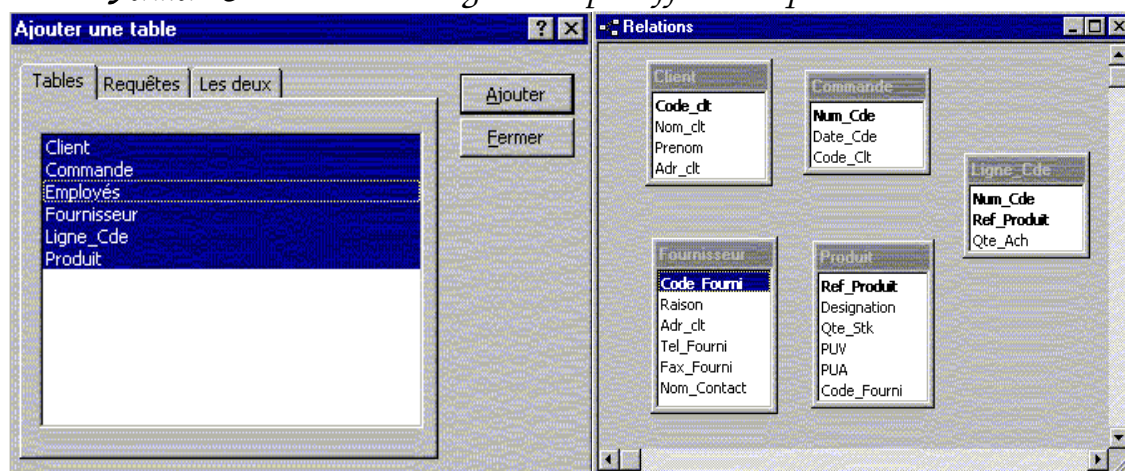 Ajouter une table
Tables
Requêtes
Les deux
Ajouter
Fermer
Client
Commande
Employés
Fournisseur
Ligne_Cde
Produit
Relations
Client
Code_clt
Nom_clt
Prenom
Adr_clt
Commande
Num_Cde
Date_Cde
Code_Clt
Ligne_Cde
Num_Cde
Ref_Produit
Qte_Ach
Fournisseur
Code_Fourni
Raison
Adr_clt
Tel_Fourni
Fax_Fourni
Nom_Contact
Produit
Ref_Produit
Designation
Qte_Stk
PUV
PUA
Code_Fourni